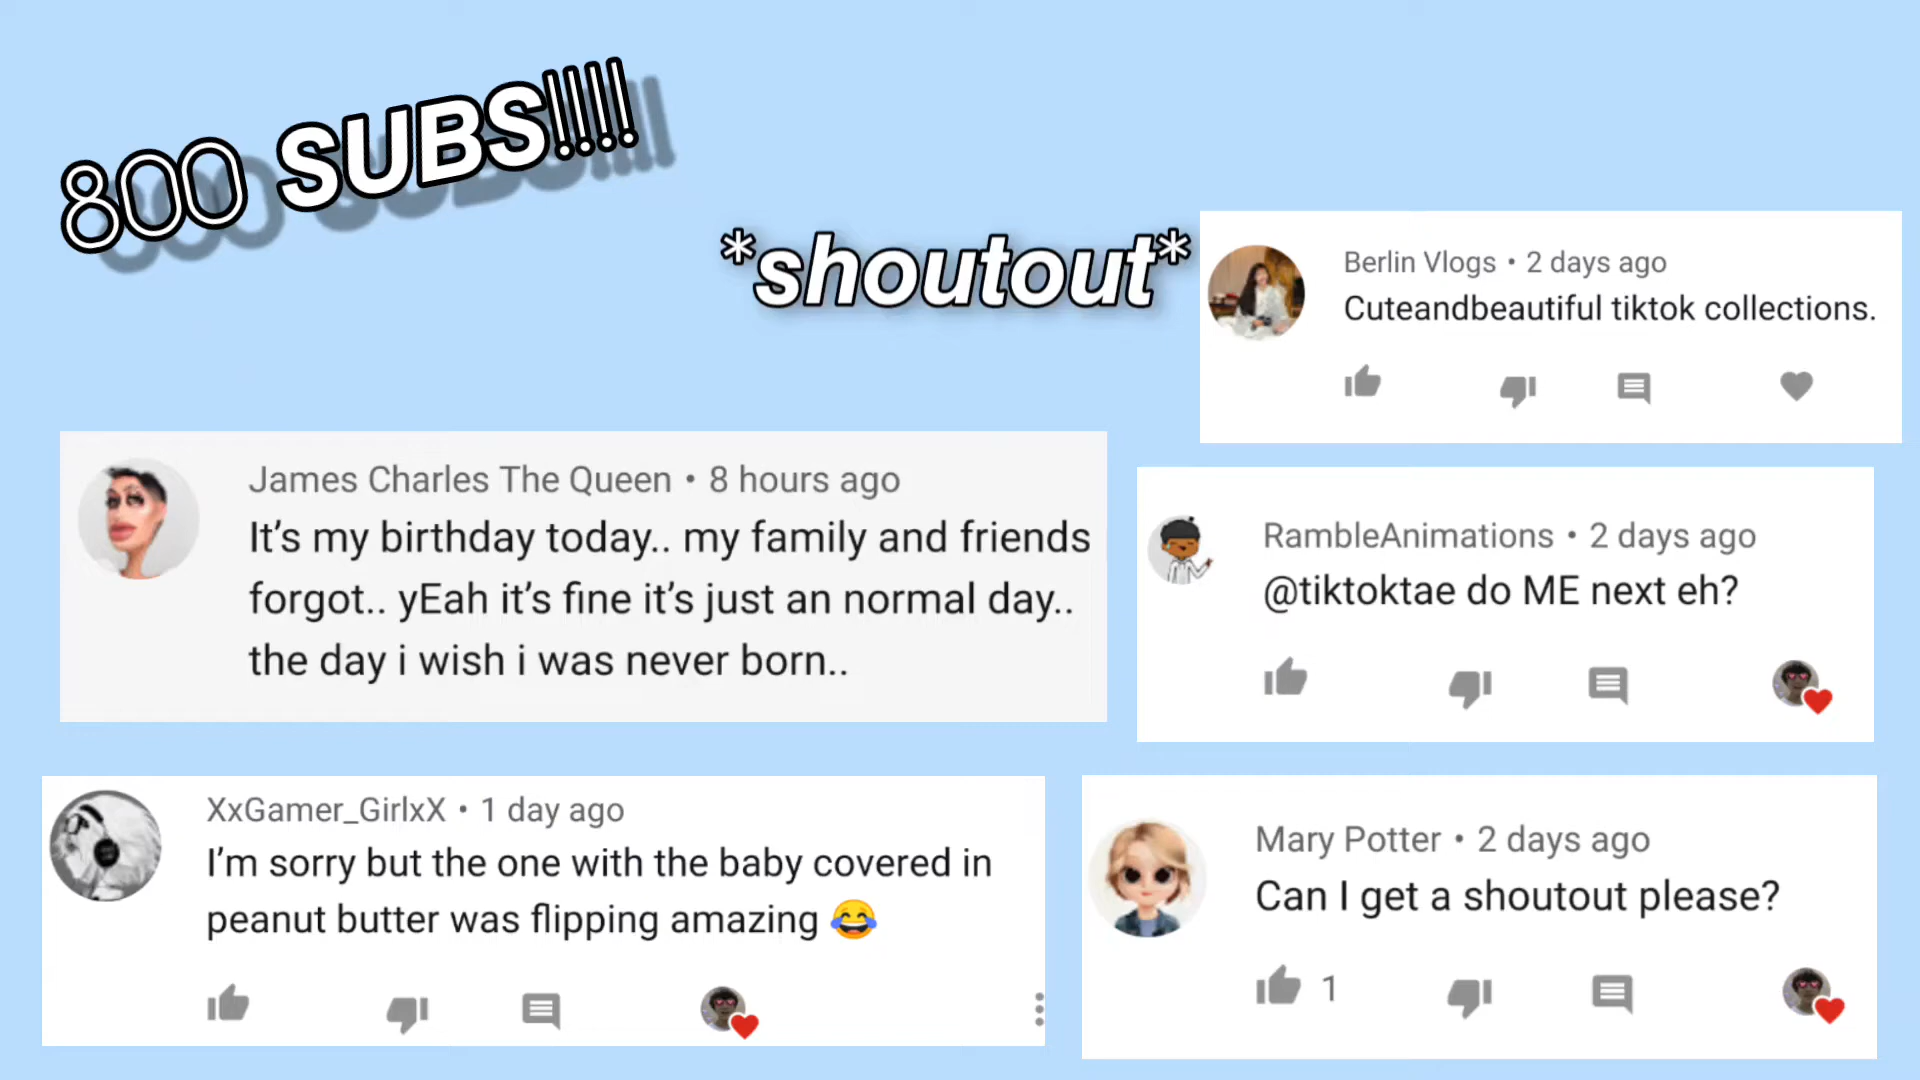 800 SUBS!!!!
*shoutout*
Berlin Vlogs • 2 days ago
Cuteandbeautiful tiktok collections.
James Charles The Queen • 8 hours ago
It's my birthday today.. my family and friends
forgot.. yEah it's fine it's just an normal day..
the day i wish i was never born..
RambleAnimations • 2 days ago
@tiktoktae do ME next eh?
XxGamer_GirlxX • 1 day ago
I'm sorry but the one with the baby covered in
peanut butter was flipping amazing 😂
Mary Potter • 2 days ago
Can I get a shoutout please?
1